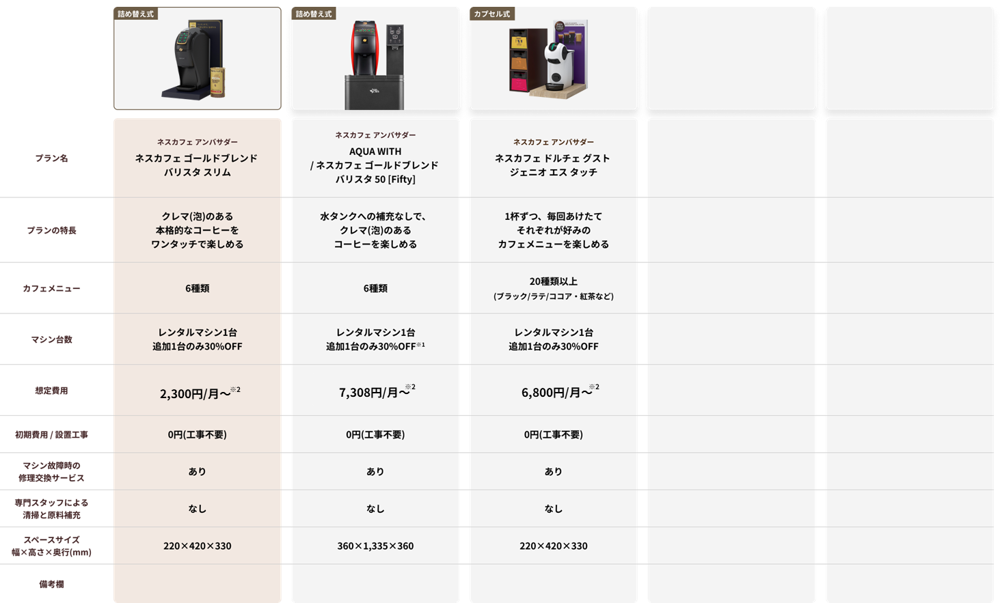 詰め替え式
詰め替え式
カプセル式
プラン名
ネスカフェ アンバサダー
ネスカフェ ゴールドブレンド
バリスタ スリム
ネスカフェ アンバサダー
AQUA WITH
/ ネスカフェ ゴールドブレンド
バリスタ 50 [Fifty]
ネスカフェ アンバサダー
ネスカフェ ドルチェ グスト
ジェニオ エス タッチ
プランの特長
クレマ(泡)のある
本格的なコーヒーを
ワンタッチで楽しめる
水タンクへの補充なしで、
クレマ(泡)のある
コーヒーを楽しめる
1杯ずつ、毎回あけたて
それぞれが好みの
カフェメニューを楽しめる
カフェメニュー
6種類
6種類
20種類以上
(ブラック/ラテ/ココア・紅茶など)
マシン台数
レンタルマシン1台
追加1台のみ30%OFF
レンタルマシン1台
追加1台のみ30%OFF※1
レンタルマシン1台
追加1台のみ30%OFF
想定費用
2,300円/月〜※2
7,308円/月〜※2
6,800円/月〜※2
初期費用 / 設置工事
0円(工事不要)
0円(工事不要)
0円(工事不要)
マシン故障時の
修理交換サービス
あり
あり
あり
専門スタッフによる
清掃と原料補充
なし
なし
なし
スペースサイズ
幅×高さ×奥行(mm)
220×420×330
360×1,335×360
220×420×330
備考欄